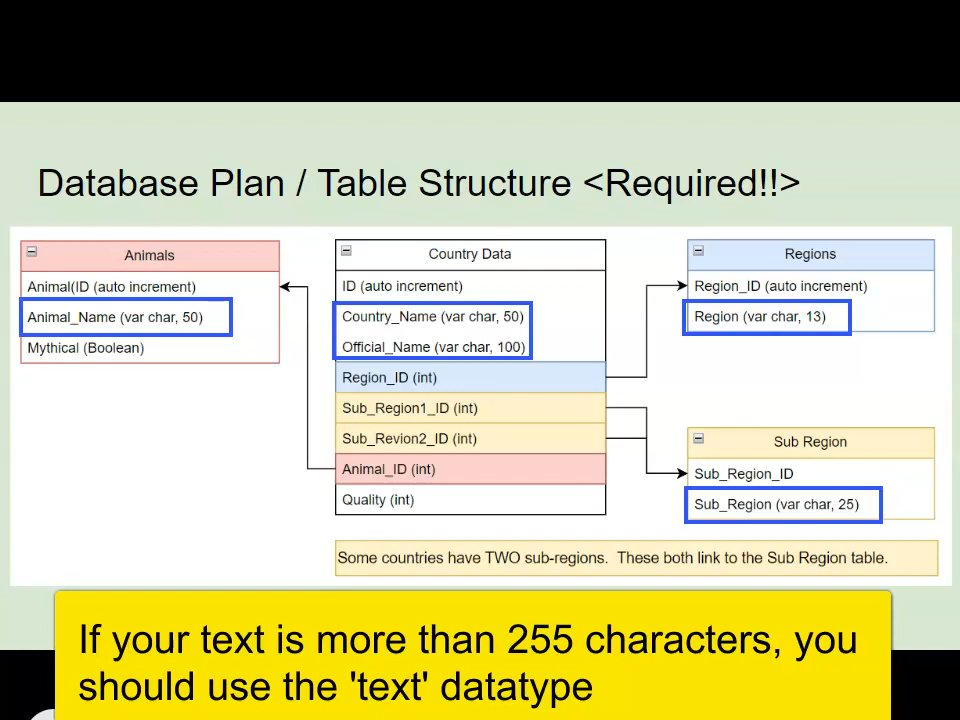 Database Plan / Table Structure <Required!!>
Animals
Animal(ID (auto increment)
Animal_Name (var char, 50)
Mythical (Boolean)
Country Data
ID (auto increment)
Country_Name (var char, 50)
Official_Name (var char, 100)
Region_ID (int)
Sub_Region1_ID (int)
Sub_Revion2_ID (int)
Animal_ID (int)
Quality (int)
Regions
Region_ID (auto increment)
Region (var char, 13)
Sub Region
Sub_Region_ID
Sub_Region (var char, 25)
Some countries have TWO sub-regions. These both link to the Sub Region table.
If your text is more than 255 characters, you
should use the 'text' datatype